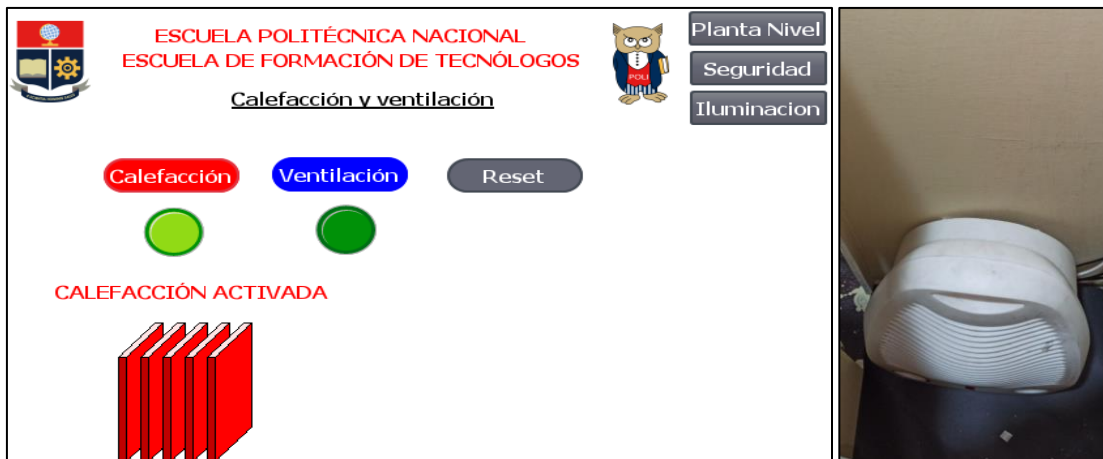 ESCUELA POLITÉCNICA NACIONAL
ESCUELA DE FORMACIÓN DE TECNÓLOGOS
Calefacción y ventilación
POLI
Planta Nivel
Seguridad
Iluminacion
Calefacción
Ventilación
Reset
CALEFACCIÓN ACTIVADA